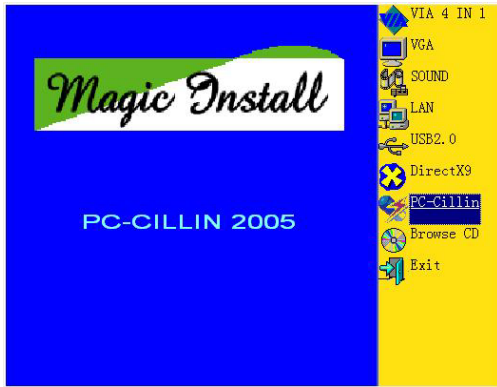 Magic Install
PC-CILLIN 2005
VIA 4 IN 1
VGA
SOUND
LAN
USB2.0
DirectX9
PC-Cillin
Browse CD
Exit